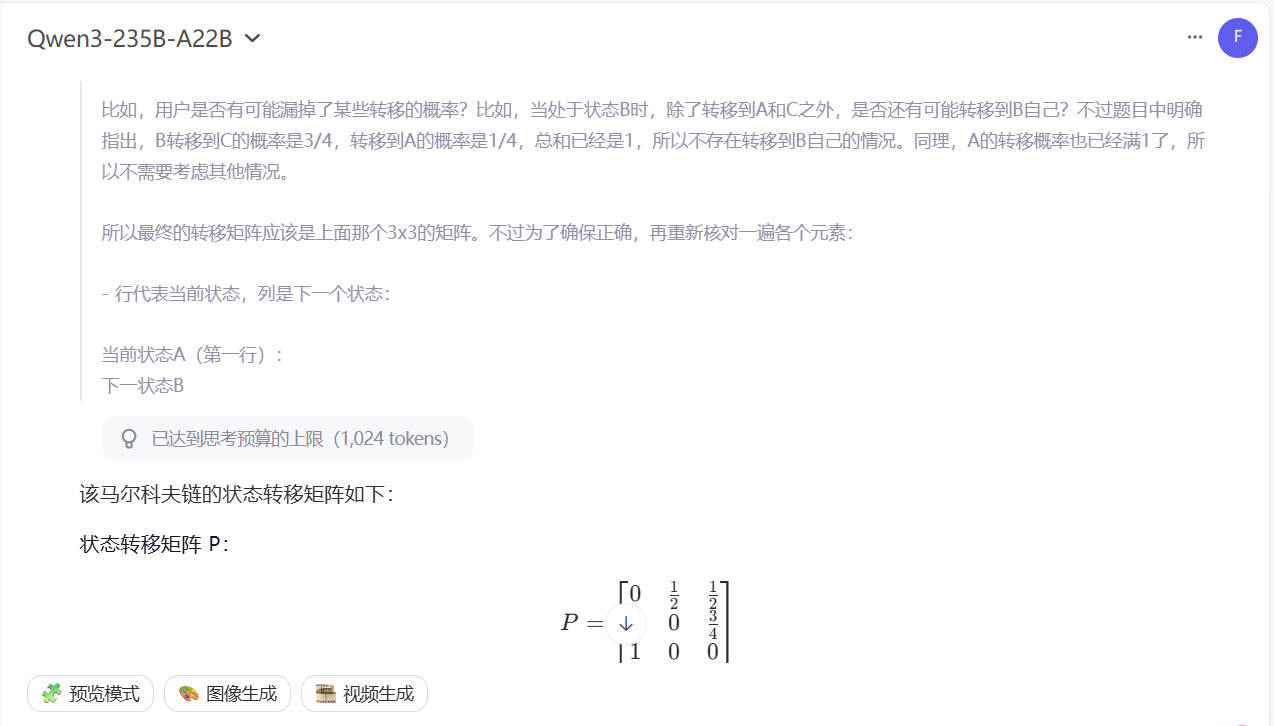 Qwen3-235B-A22B
F
比如，用户是否有可能漏掉了某些转移的概率？比如，当处于状态B时，除了转移到A和C之外，是否还有可能转移到B自己？不过题目中明确
指出，B转移到C的概率是3/4，转移到A的概率是1/4，总和已经是1，所以不存在转移到B自己的情况。同理，A的转移概率也已经满1了，所
以不需要考虑其他情况。
所以最终的转移矩阵应该是上面那个3x3的矩阵。不过为了确保正确，再重新核对一遍各个元素：
- 行代表当前状态，列是下一个状态：
当前状态A（第一行）：
下一状态B
已达到思考预算的上限（1,024 tokens）
该马尔科夫链的状态转移矩阵如下：
状态转移矩阵 P：
0 1/2 1/2
P = 0 3/4
1 0 0
预览模式 图像生成 视频生成